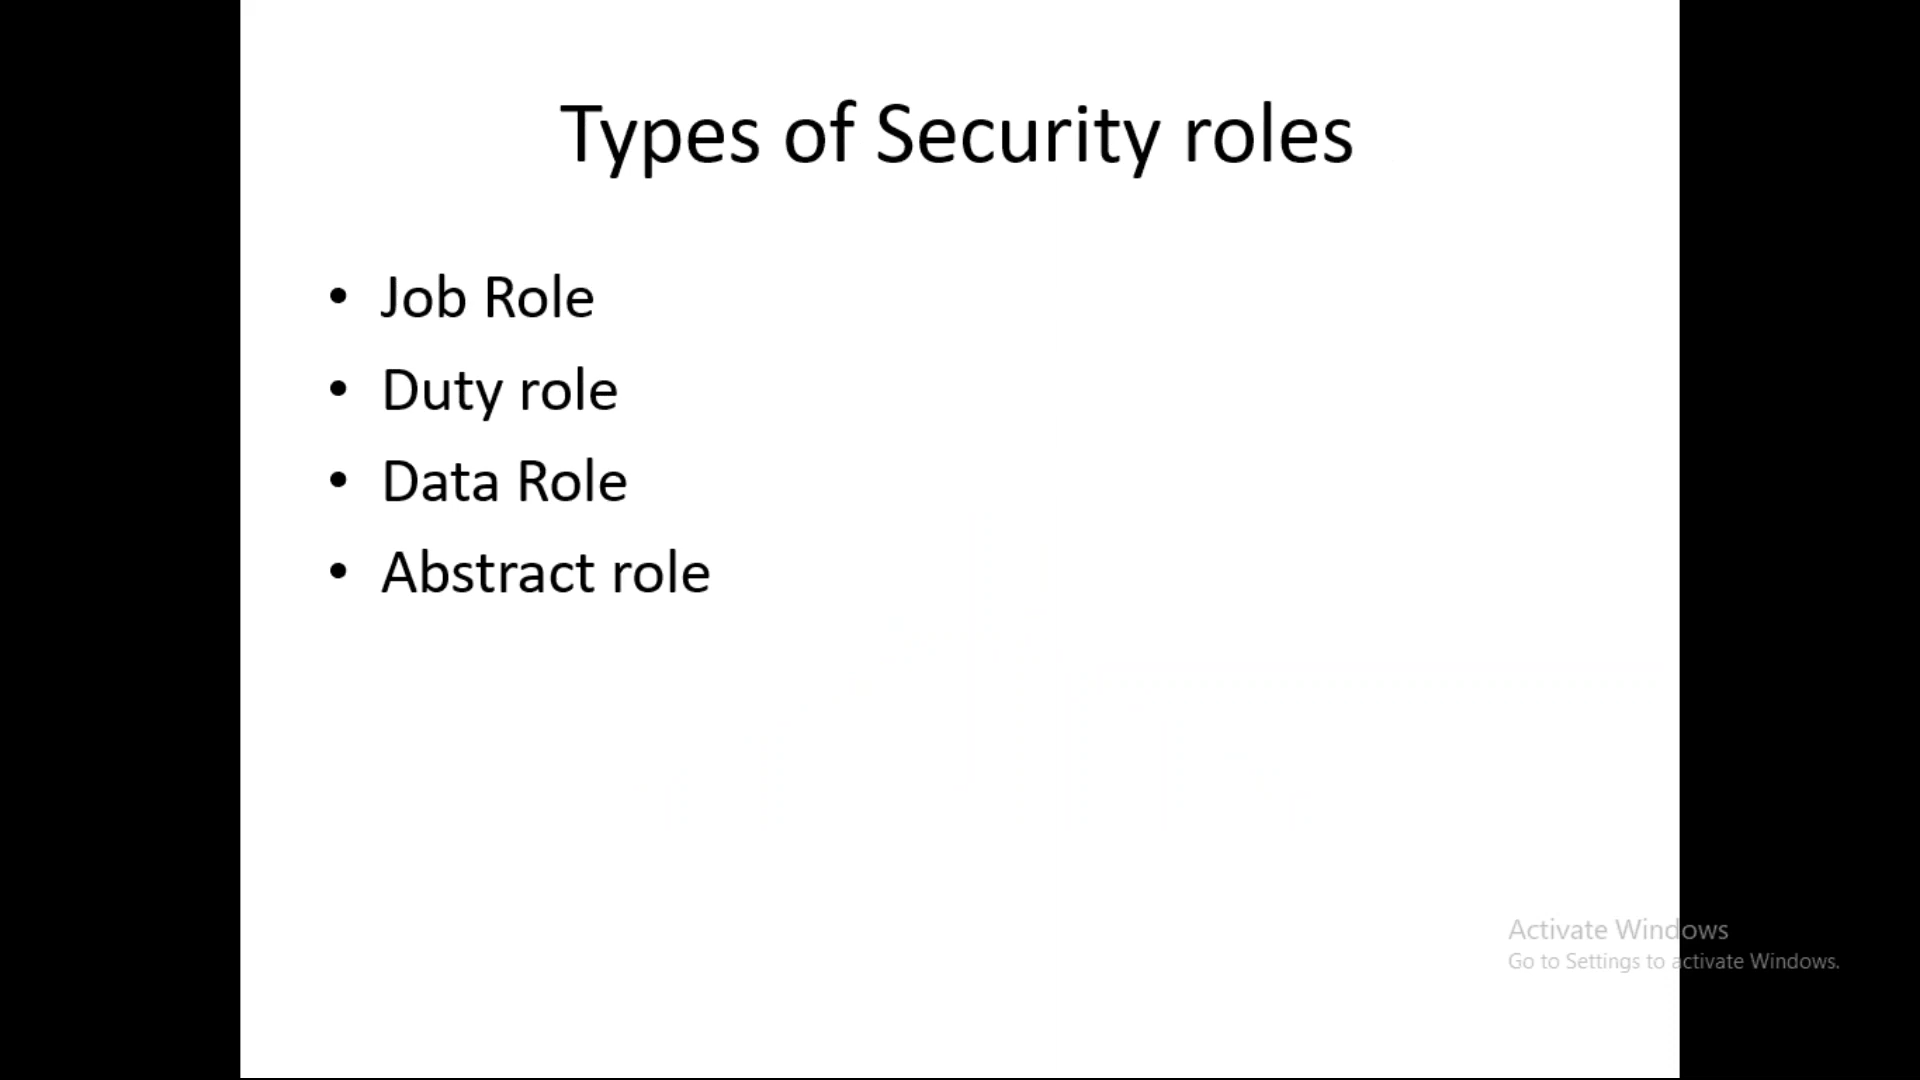 Types of Security roles
• Job Role
• Duty role
• Data Role
• Abstract role
Activate Windows
Go to Settings to activate Windows.